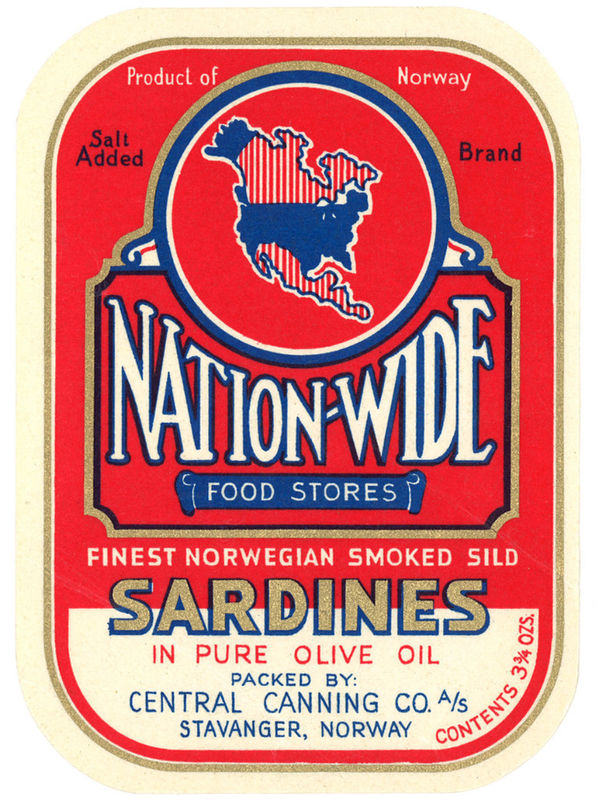 Product of Norway
Salt
Added
Brand
NATION-WIDE
FOOD STORES
FINEST NORWEGIAN SMOKED SILD
SARDINES
IN PURE OLIVE OIL
PACKED BY:
CENTRAL CANNING CO. A/S
STAVANGER, NORWAY
CONTENTS 3¾ OZS.